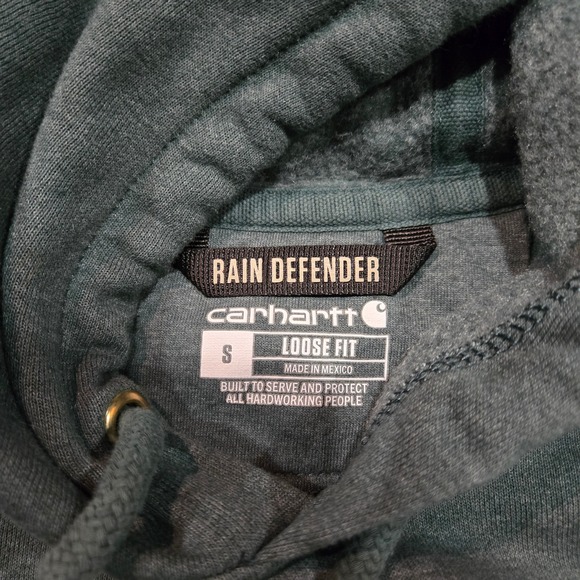 RAIN DEFENDER
carhartt
S LOOSE FIT
MADE IN MEXICO
BUILT TO SERVE AND PROTECT
ALL HARDWORKING PEOPLE